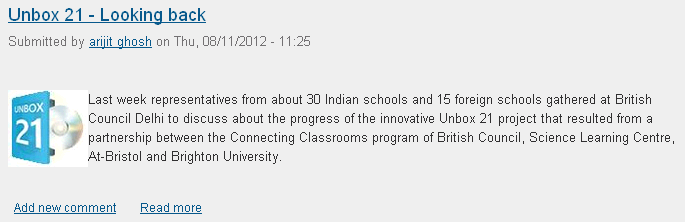 Unbox 21 - Looking back
Submitted by arijit ghosh on Thu, 08/11/2012 - 11:25
UNBOX
21
Last week representatives from about 30 Indian schools and 15 foreign schools gathered at British
Council Delhi to discuss about the progress of the innovative Unbox 21 project that resulted from a
partnership between the Connecting Classrooms program of British Council, Science Learning Centre,
At-Bristol and Brighton University.
Add new comment Read more